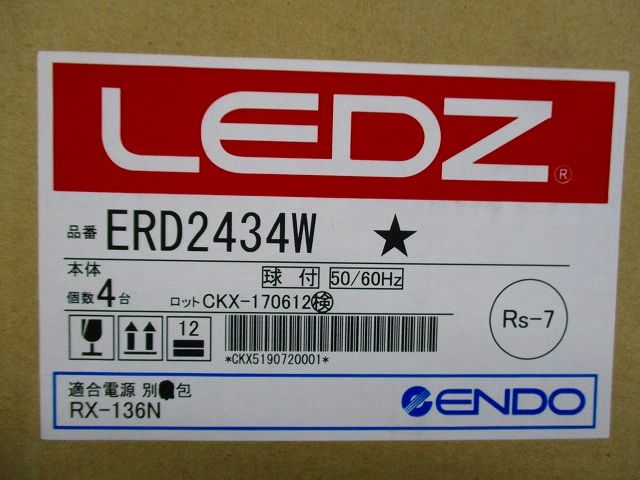 LEDZ®
品番 ERD2434W ★
本体 球付 50/60Hz
個数 4台 ロット CKX-170612 検
12
*CKX5190720001*
Rs-7
適合電源 別 包
RX-136N
ENDO